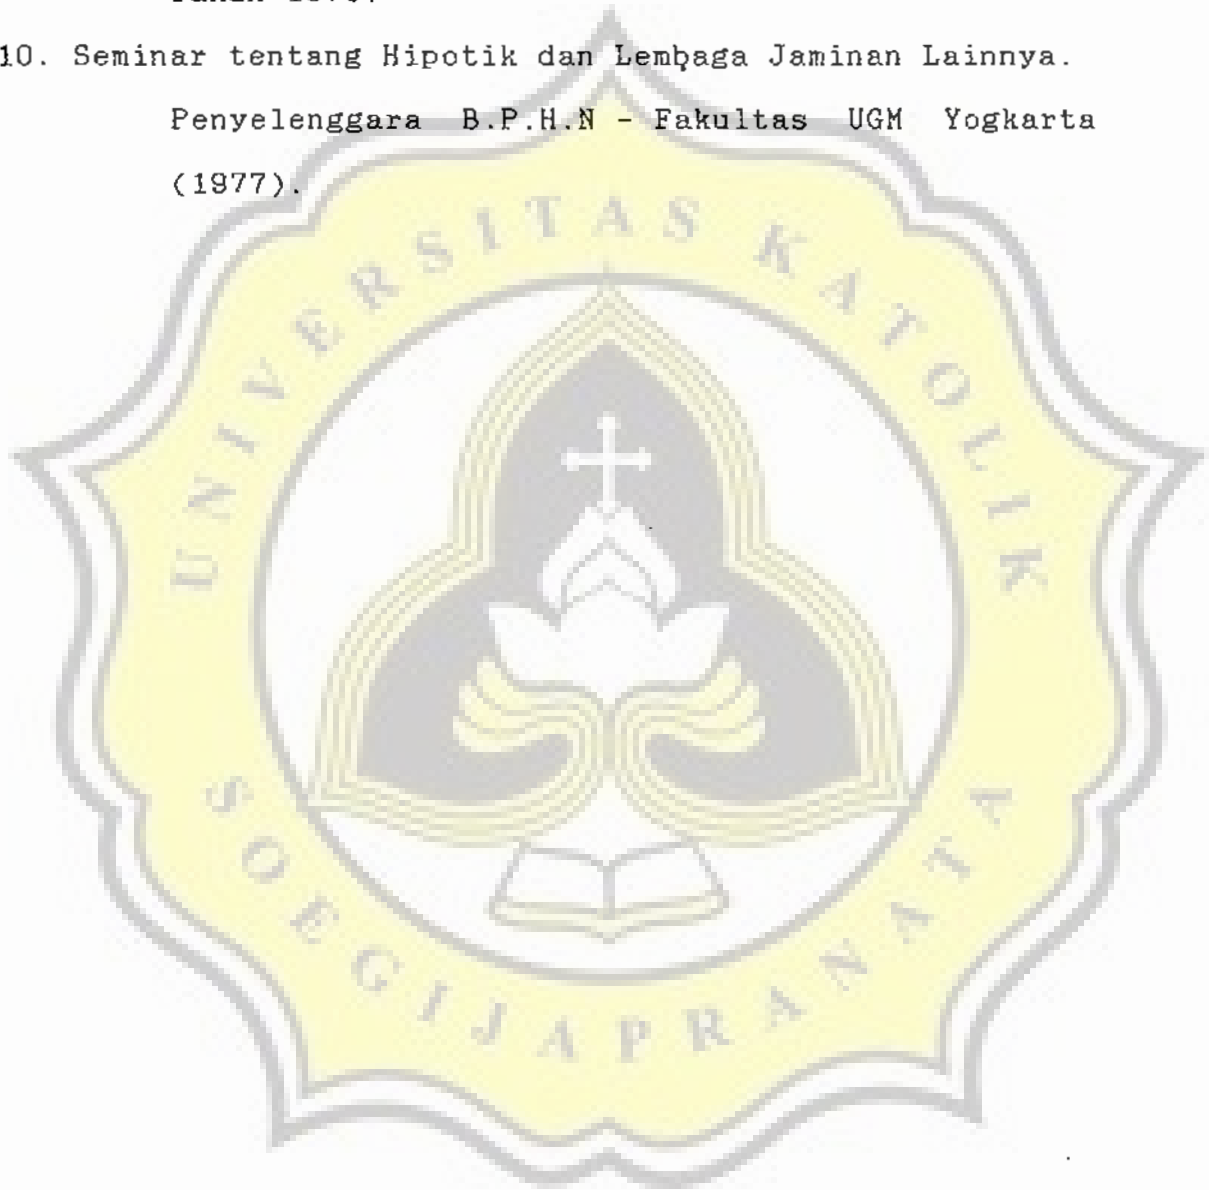 10. Seminar tentang Hipotik dan Lembaga Jaminan Lainnya.
Penyelenggara B.P.H.N - Fakultas UGM Yogkarta
(1977).
UNIVERSITAS KATOLIK
SOEGIJAPRANATA